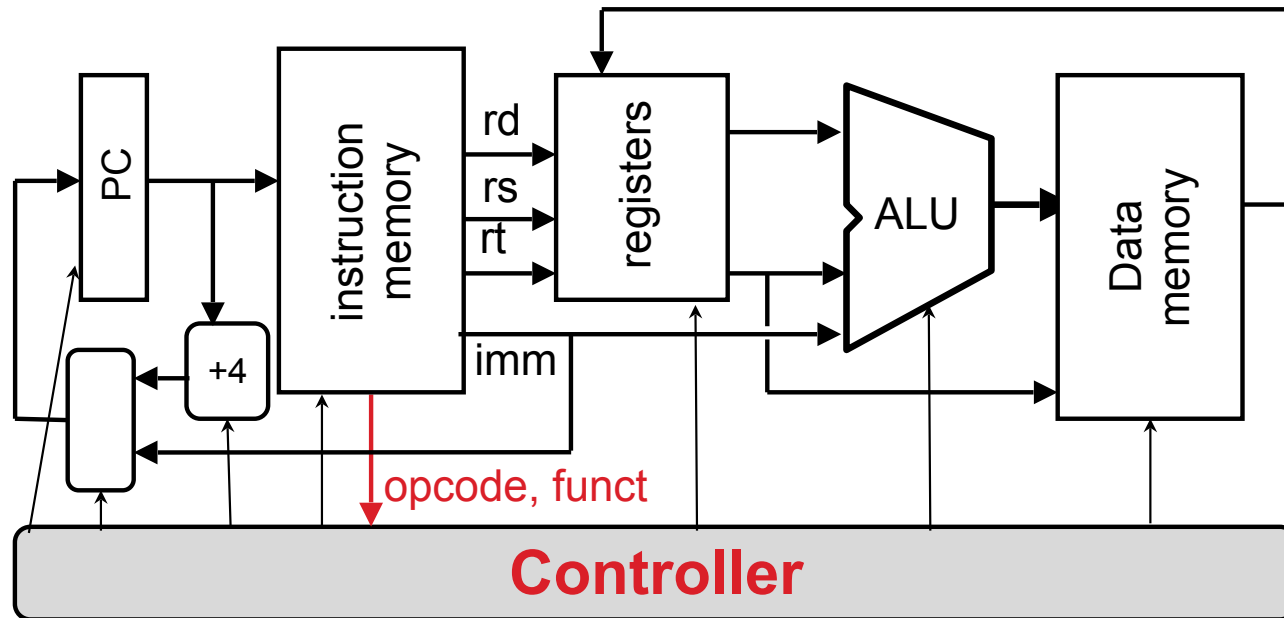 PC
+4
instruction
memory
rd
rs
rt
imm
registers
ALU
Data
memory
opcode, funct
Controller